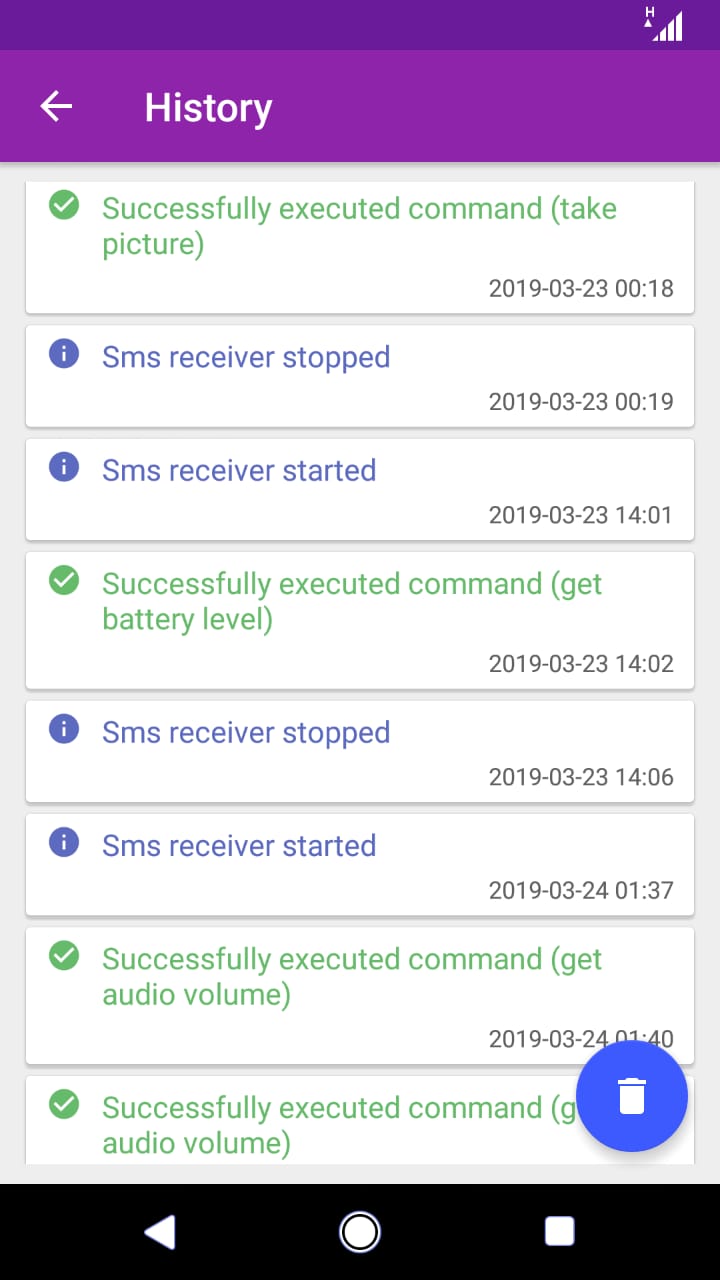 H
History
Successfully executed command (take
picture)
2019-03-23 00:18
Sms receiver stopped
2019-03-23 00:19
Sms receiver started
2019-03-23 14:01
Successfully executed command (get
battery level)
2019-03-23 14:02
Sms receiver stopped
2019-03-23 14:06
Sms receiver started
2019-03-24 01:37
Successfully executed command (get
audio volume)
2019-03-24 01:40
Successfully executed command (g
audio volume)